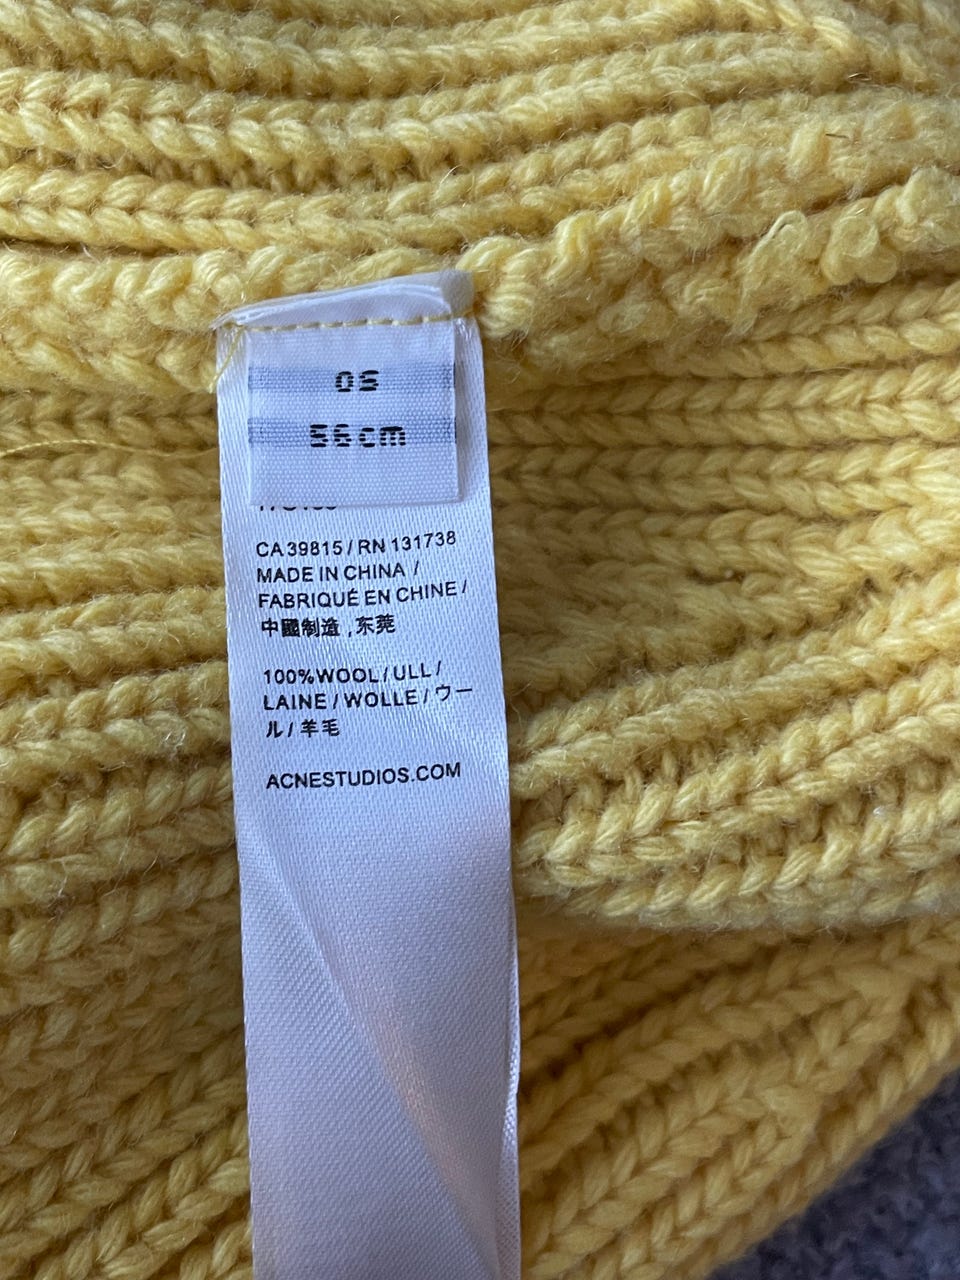 OS
56cm
CA 39815 / RN 131738
MADE IN CHINA /
FABRIQUÉ EN CHINE /
中國制造 ,东莞
100% WOOL / ULL /
LAINE / WOLLE / ウー
ル / 羊毛
ACNESTUDIOS.COM